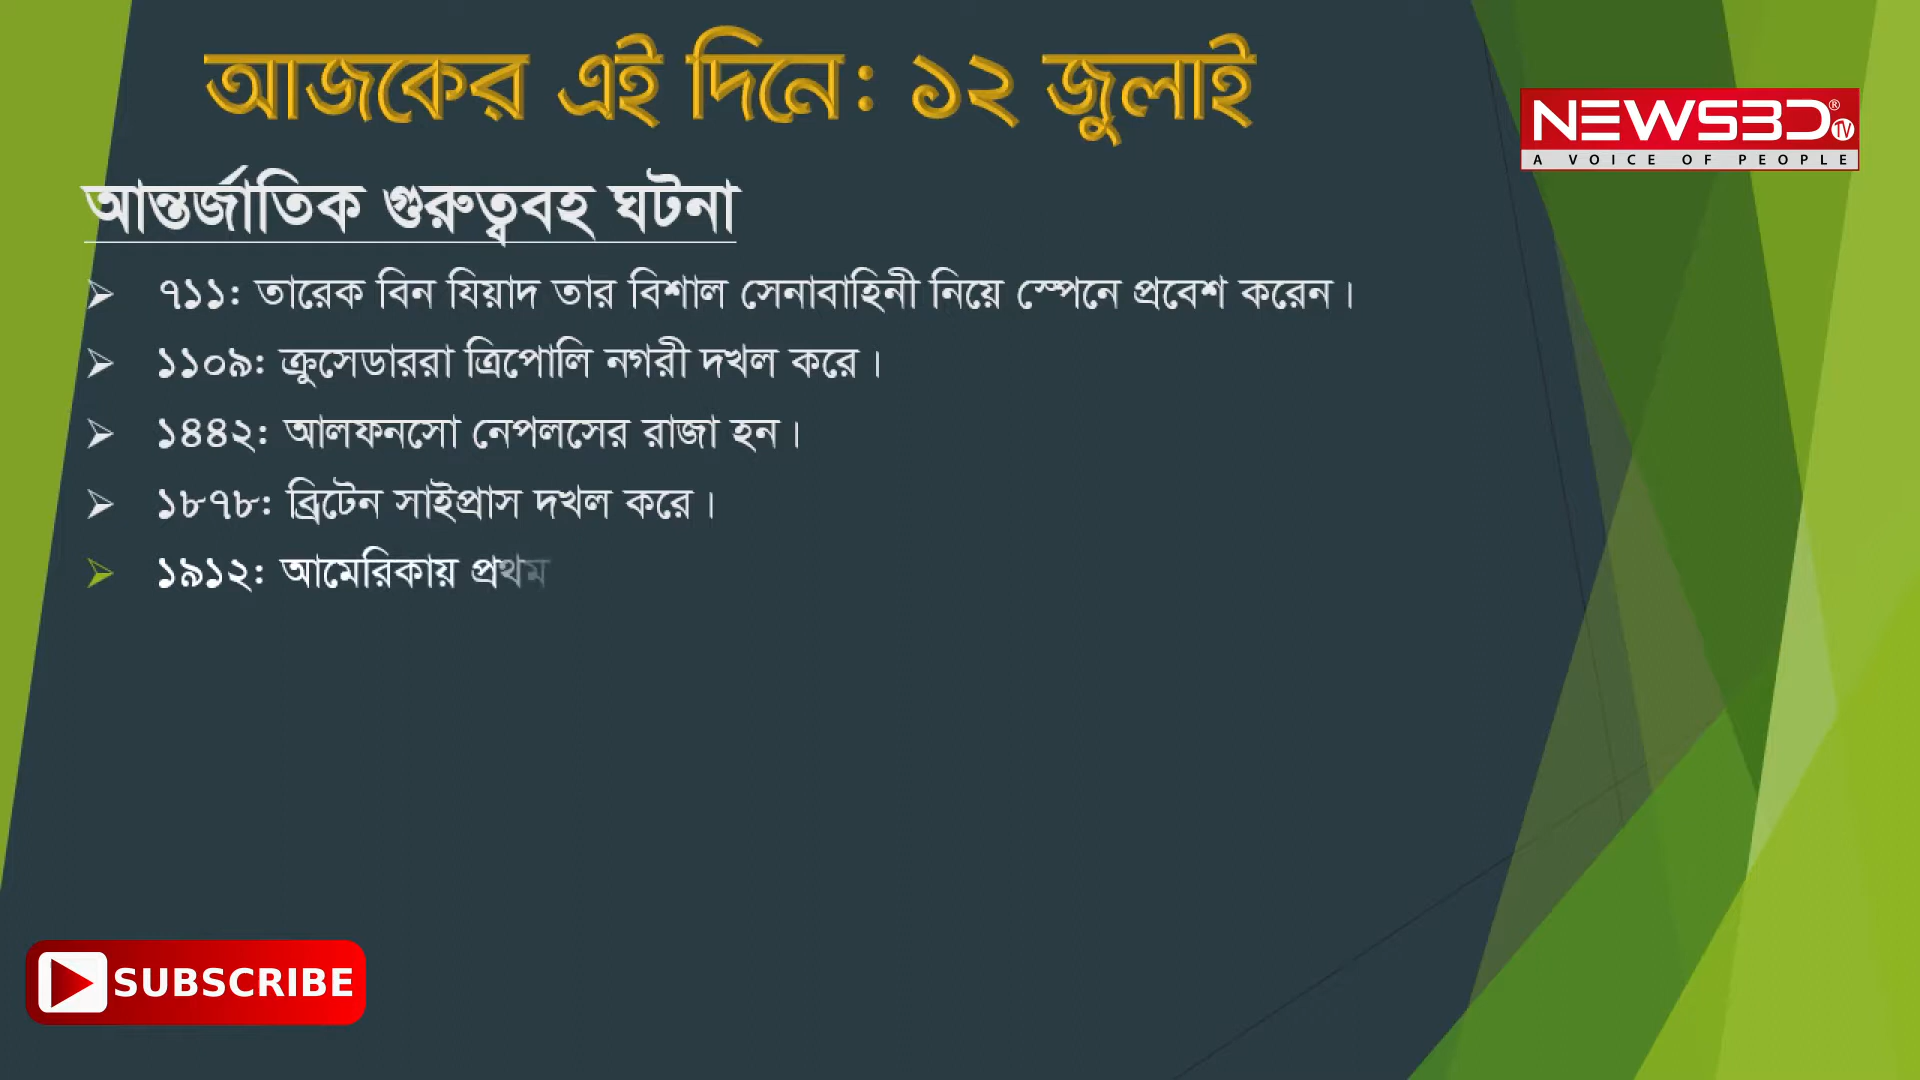 আজকের এই দিনে: ১২ জুলাই
NEWSBD® TV
A VOICE OF PEOPLE
আন্তর্জাতিক গুরুত্ববহ ঘটনা
➢ ৭১১: তারেক বিন যিয়াদ তার বিশাল সেনাবাহিনী নিয়ে স্পেনে প্রবেশ করেন।
➢ ১১০৯: ক্রুসেডাররা ত্রিপোলি নগরী দখল করে।
➢ ১৪৪২: আলফনসো নেপলসের রাজা হন।
➢ ১৮৭৮: ব্রিটেন সাইপ্রাস দখল করে।
➢ ১৯১২: আমেরিকায় প্রথম
SUBSCRIBE